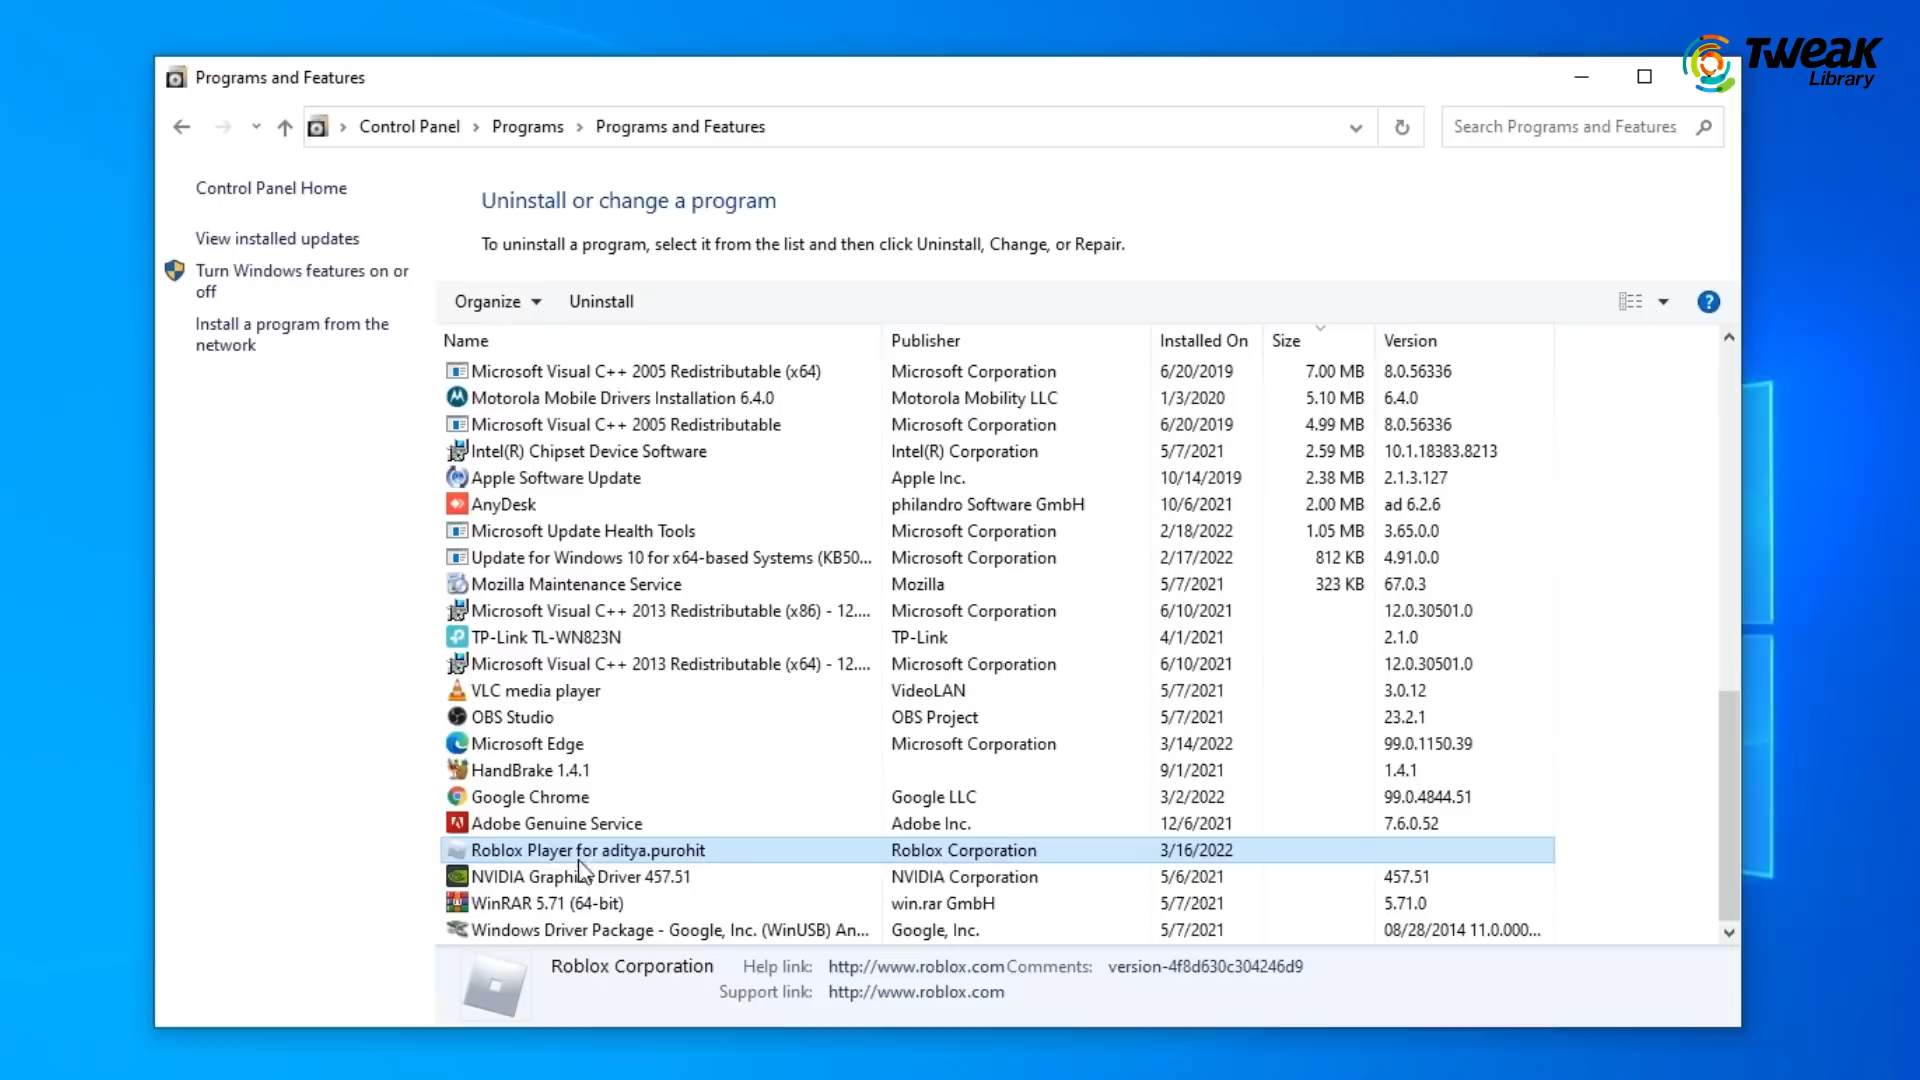 Tweak
Library
Programs and Features
Control Panel Programs Programs and Features
Search Programs and Features
Control Panel Home
View installed updates
Turn Windows features on or
off
Install a program from the
network
Uninstall or change a program
To uninstall a program, select it from the list and then click Uninstall, Change, or Repair.
Organize Uninstall
Name Publisher Installed On Size Version
Microsoft Visual C++ 2005 Redistributable (x64) Microsoft Corporation 6/20/2019 7.00 MB 8.0.56336
Motorola Mobile Drivers Installation 6.4.0 Motorola Mobility LLC 1/3/2020 5.10 MB 6.4.0
Microsoft Visual C++ 2005 Redistributable Microsoft Corporation 6/20/2019 4.99 MB 8.0.56336
Intel(R) Chipset Device Software Intel(R) Corporation 5/7/2021 2.59 MB 10.1.18383.8213
Apple Software Update Apple Inc. 10/14/2019 2.38 MB 2.1.3.127
AnyDesk philandro Software GmbH 10/6/2021 2.00 MB ad 6.2.6
Microsoft Update Health Tools Microsoft Corporation 2/18/2022 1.05 MB 3.65.0.0
Update for Windows 10 for x64-based Systems (KB50... Microsoft Corporation 2/17/2022 812 KB 4.91.0.0
Mozilla Maintenance Service Mozilla 5/7/2021 323 KB 67.0.3
Microsoft Visual C++ 2013 Redistributable (x86) - 12.... Microsoft Corporation 6/10/2021 12.0.30501.0
TP-Link TL-WN823N TP-Link 4/1/2021 2.1.0
Microsoft Visual C++ 2013 Redistributable (x64) - 12.... Microsoft Corporation 6/10/2021 12.0.30501.0
VLC media player VideoLAN 5/7/2021 3.0.12
OBS Studio OBS Project 5/7/2021 23.2.1
Microsoft Edge Microsoft Corporation 3/14/2022 99.0.1150.39
HandBrake 1.4.1 9/1/2021 1.4.1
Google Chrome Google LLC 3/2/2022 99.0.4844.51
Adobe Genuine Service Adobe Inc. 12/6/2021 7.6.0.52
Roblox Player for aditya.purohit Roblox Corporation 3/16/2022
NVIDIA Graphics Driver 457.51 NVIDIA Corporation 5/6/2021 457.51
WinRAR 5.71 (64-bit) win.rar GmbH 5/7/2021 5.71.0
Windows Driver Package - Google, Inc. (WinUSB) An... Google, Inc. 5/7/2021 08/28/2014 11.0.000...
Roblox Corporation Help link: http://www.roblox.com Comments: version-4f8d630c304246d9
Support link: http://www.roblox.com